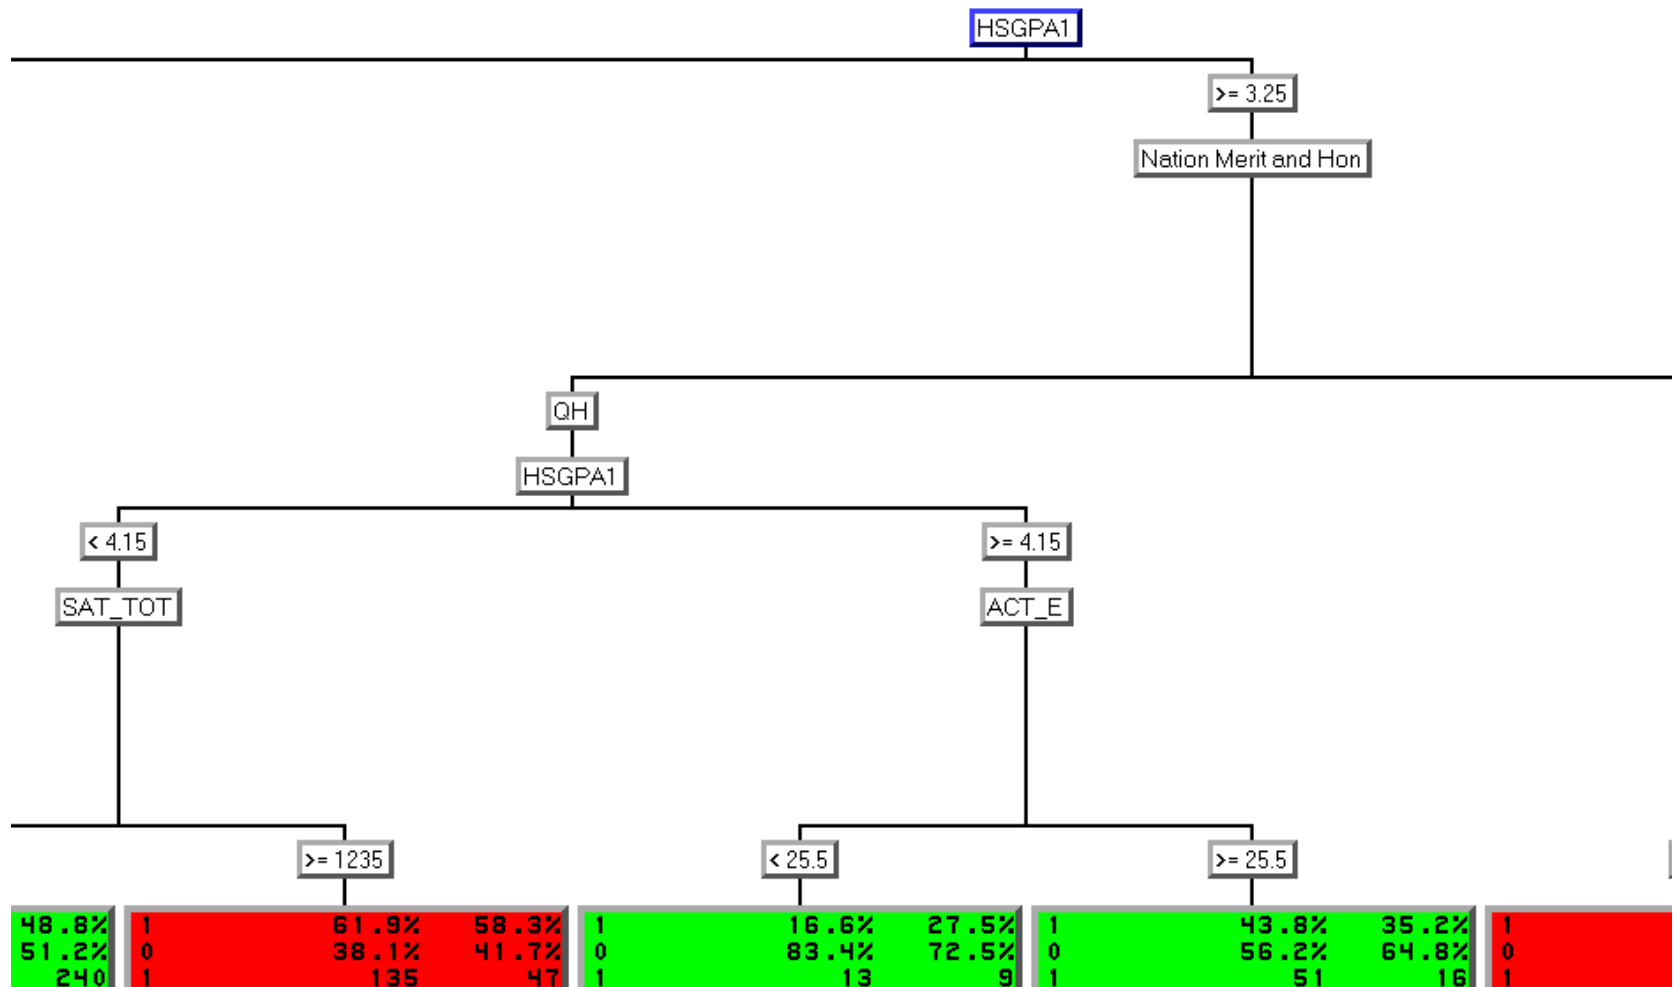 HSGPA1
>= 3.25
Nation Merit and Hon
QH
HSGPA1
< 4.15
>= 4.15
SAT_TOT
ACT_E
>= 1235
< 25.5
>= 25.5
48.8% 1 61.9% 58.3% 1 16.6% 27.5% 1 43.8% 35.2% 1
51.2% 0 38.1% 41.7% 0 83.4% 72.5% 0 56.2% 64.8% 0
240 1 135 47 1 13 9 1 51 16 1